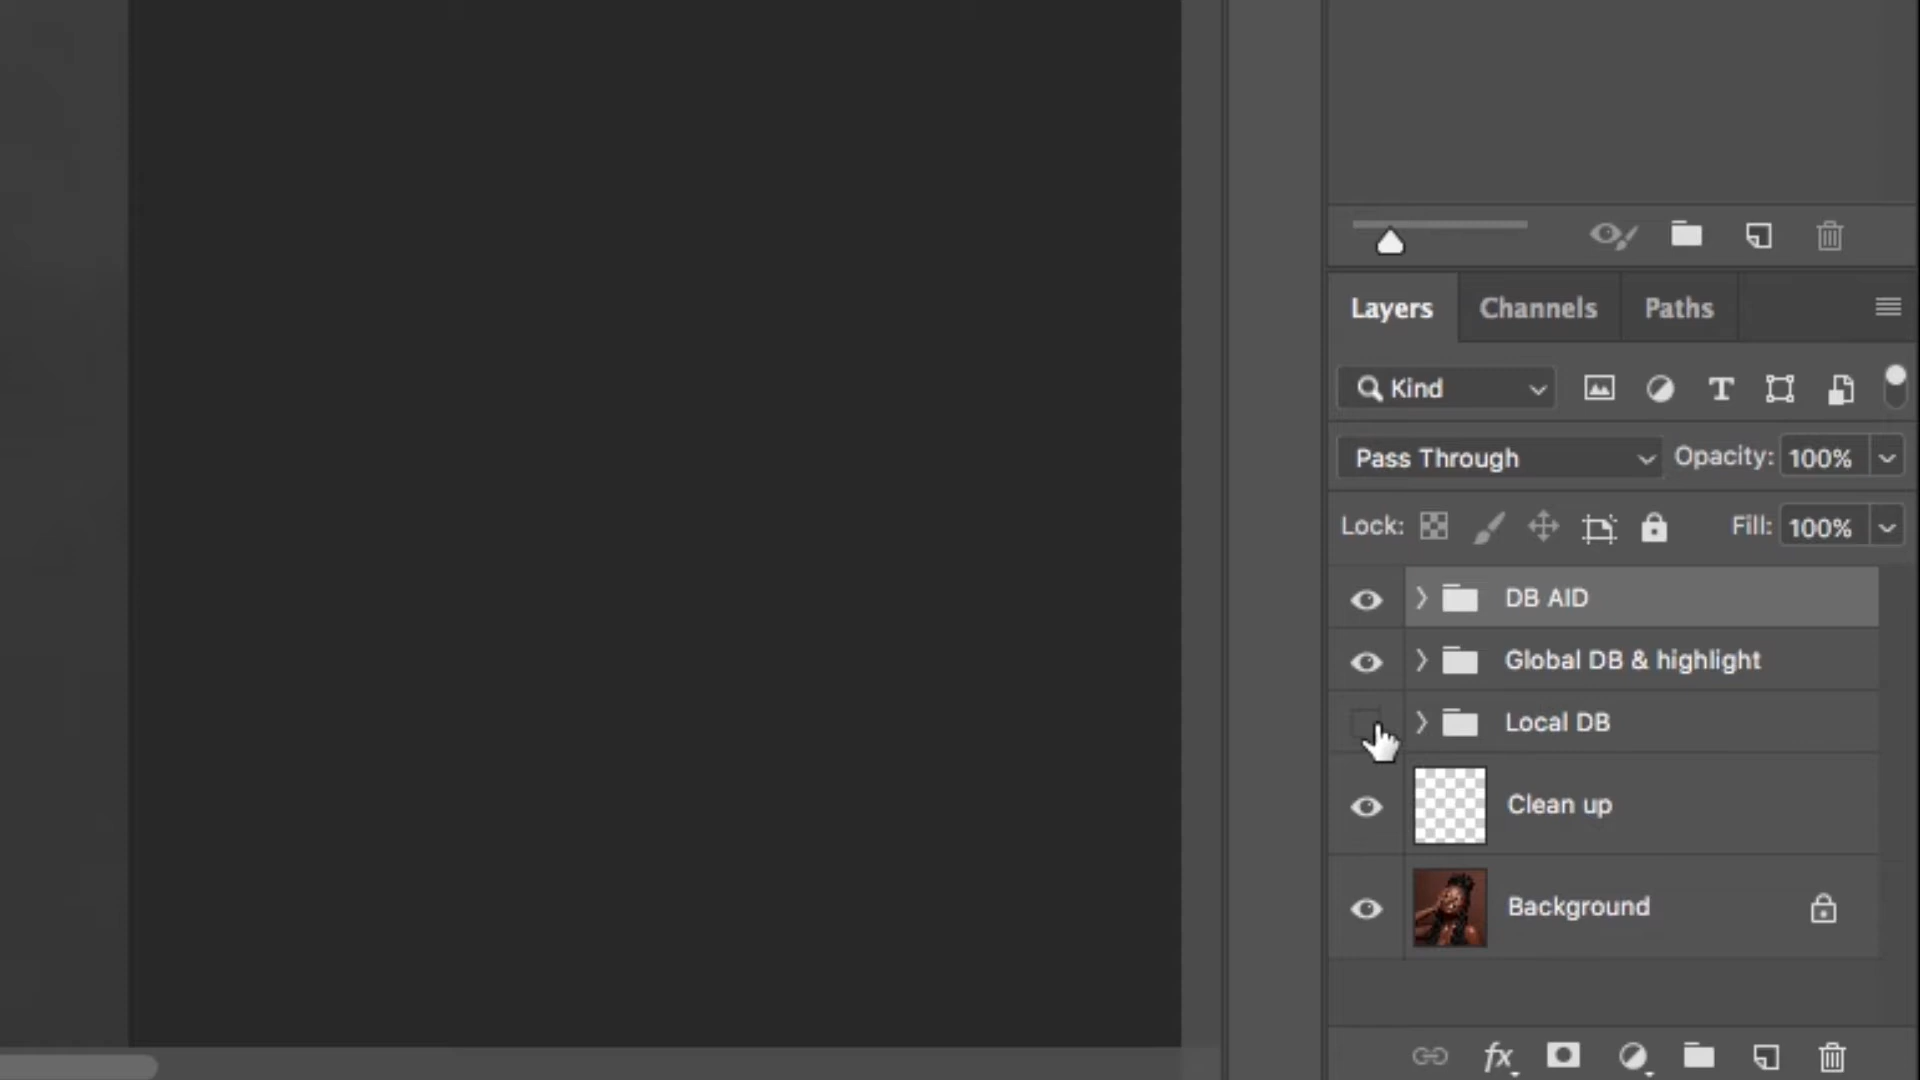 Layers Channels Paths
Kind
Pass Through Opacity: 100%
Lock: Fill: 100%
DB AID
Global DB & highlight
Local DB
Clean up
Background
fx